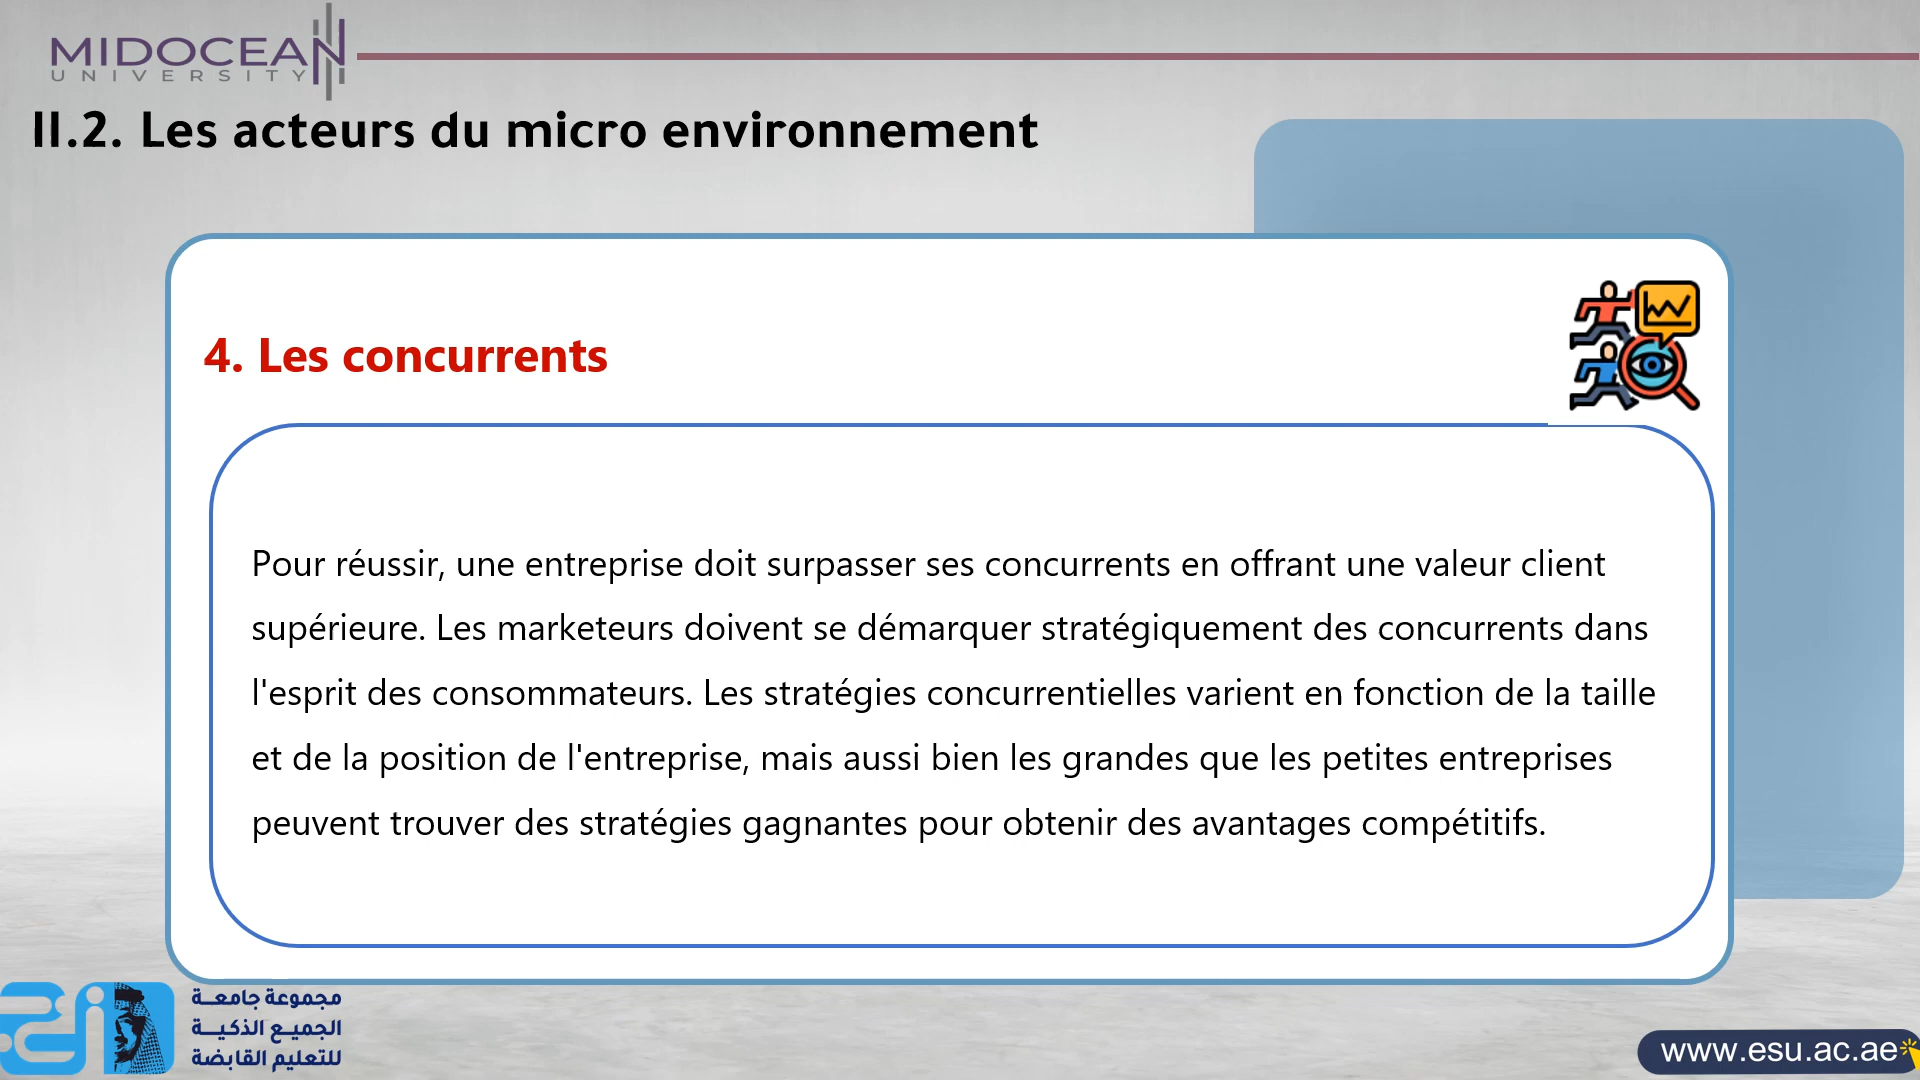 MIDOCEAN
UNIVERSITY
II.2. Les acteurs du micro environnement
4. Les concurrents
Pour réussir, une entreprise doit surpasser ses concurrents en offrant une valeur client
supérieure. Les marketeurs doivent se démarquer stratégiquement des concurrents dans
l'esprit des consommateurs. Les stratégies concurrentielles varient en fonction de la taille
et de la position de l'entreprise, mais aussi bien les grandes que les petites entreprises
peuvent trouver des stratégies gagnantes pour obtenir des avantages compétitifs.
مجموعة جامعـــة
الجميـــع الذكيـــة
للتعليم القابضة
www.esu.ac.ae